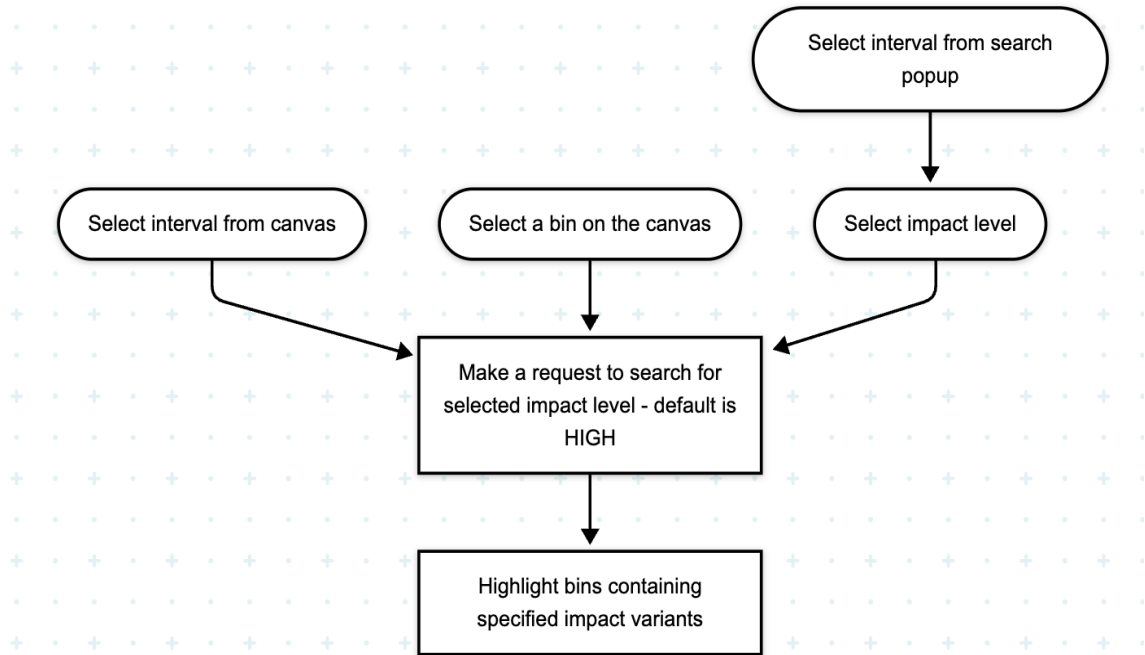 Select interval from search
popup
Select interval from canvas
Select a bin on the canvas
Select impact level
Make a request to search for
selected impact level - default is
HIGH
Highlight bins containing
specified impact variants